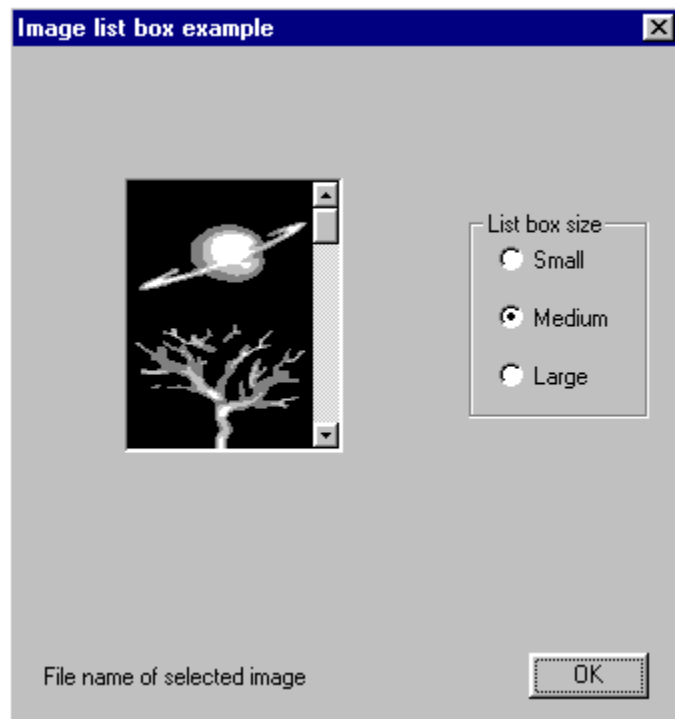 Image list box example
List box size
Small
Medium
Large
File name of selected image
OK